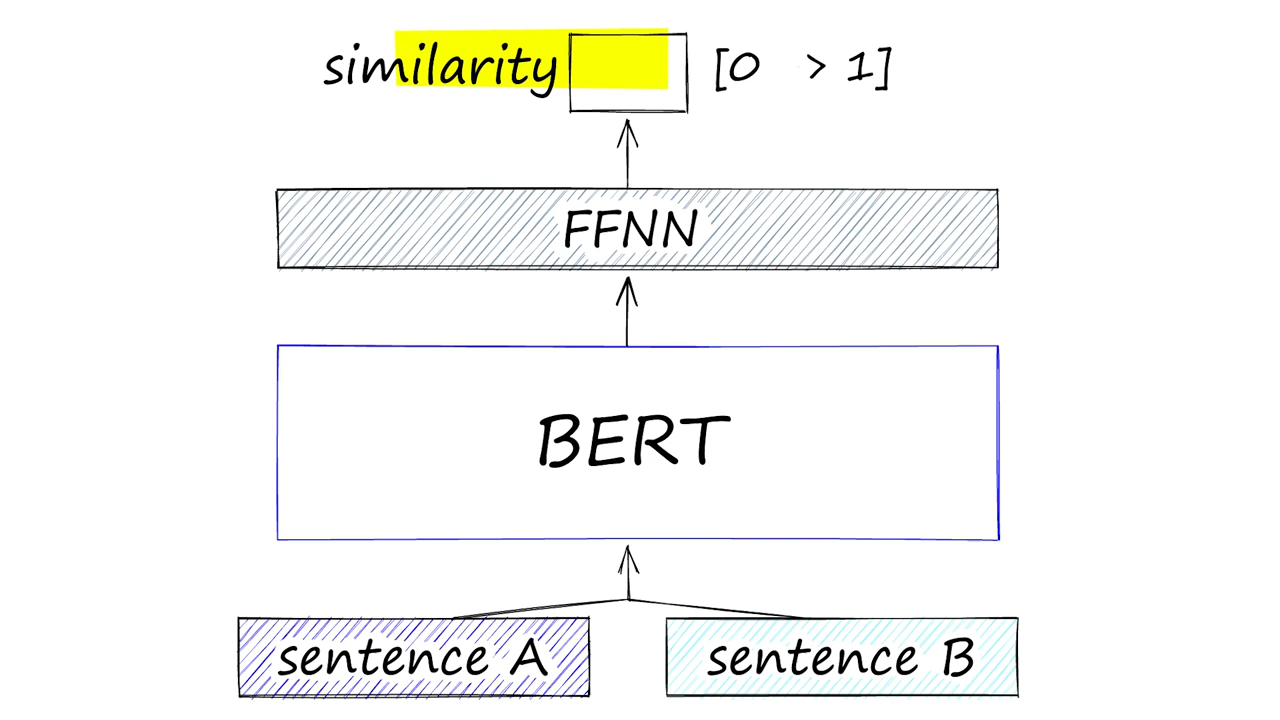 similarity [0 > 1]
FFNN
BERT
sentence A
sentence B